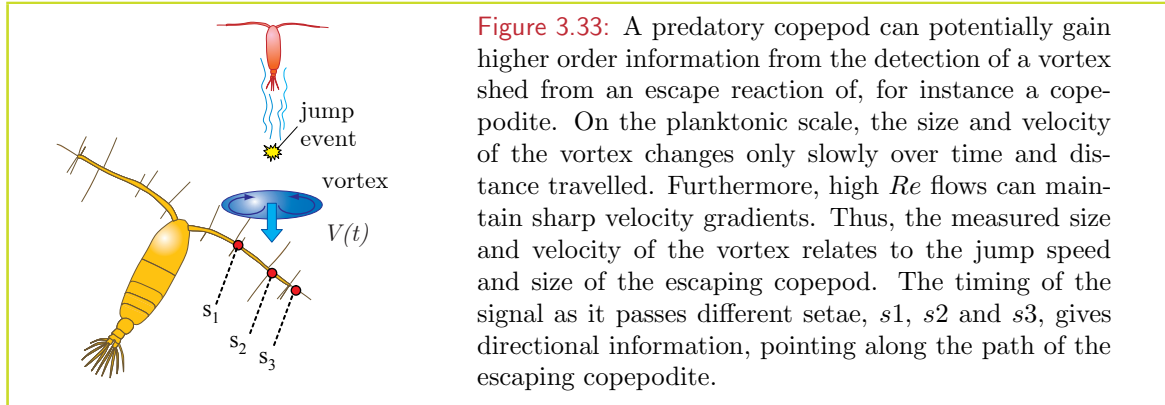 jump
event
vortex
V(t)
s1
s2
s3
Figure 3.33: A predatory copepod can potentially gain
higher order information from the detection of a vortex
shed from an escape reaction of, for instance a cope-
podite. On the planktonic scale, the size and velocity
of the vortex changes only slowly over time and dis-
tance travelled. Furthermore, high Re flows can main-
tain sharp velocity gradients. Thus, the measured size
and velocity of the vortex relates to the jump speed
and size of the escaping copepod. The timing of the
signal as it passes different setae, s1, s2 and s3, gives
directional information, pointing along the path of the
escaping copepodite.